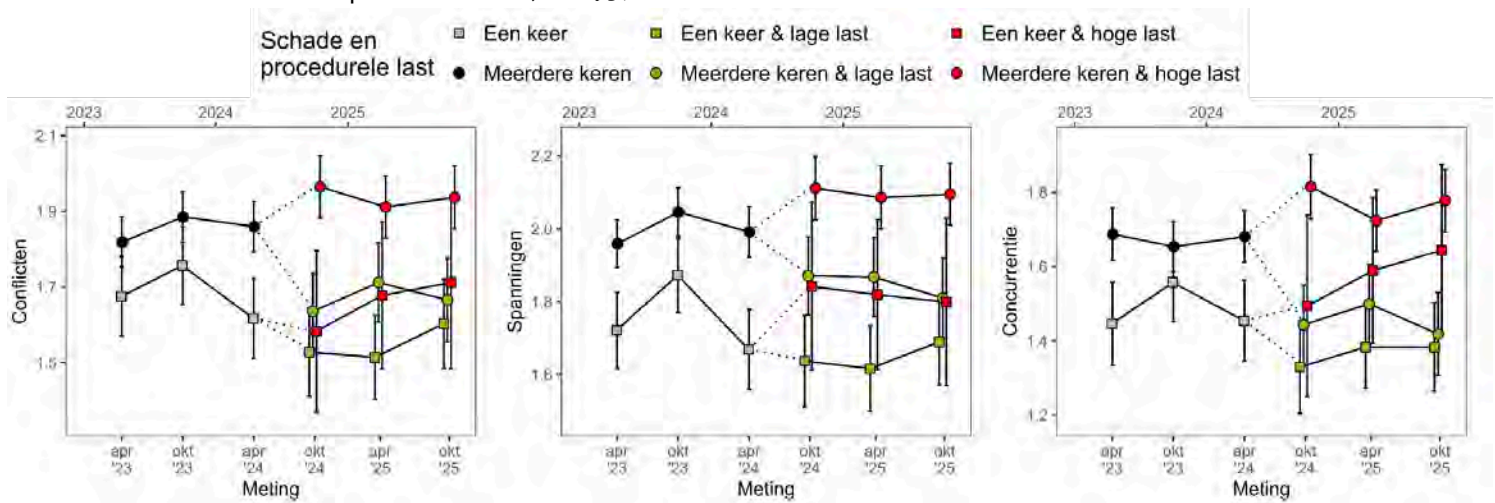 Schade en
procedurele last
Een keer
Een keer & lage last
Een keer & hoge last
Meerdere keren
Meerdere keren & lage last
Meerdere keren & hoge last
2023 2024 2025
2.1
1.9
1.7
1.5
Conflicten
apr '23
okt '23
apr '24
okt '24
apr '25
okt '25
Meting
2024 2025
2.2
2.0
1.8
1.6
Spanningen
apr '23
okt '23
apr '24
okt '24
apr '25
okt '25
Meting
2023 2024 2025
1.8
1.6
1.4
1.2
Concurrentie
apr '23
okt '23
apr '24
okt '24
apr '25
okt '25
Meting